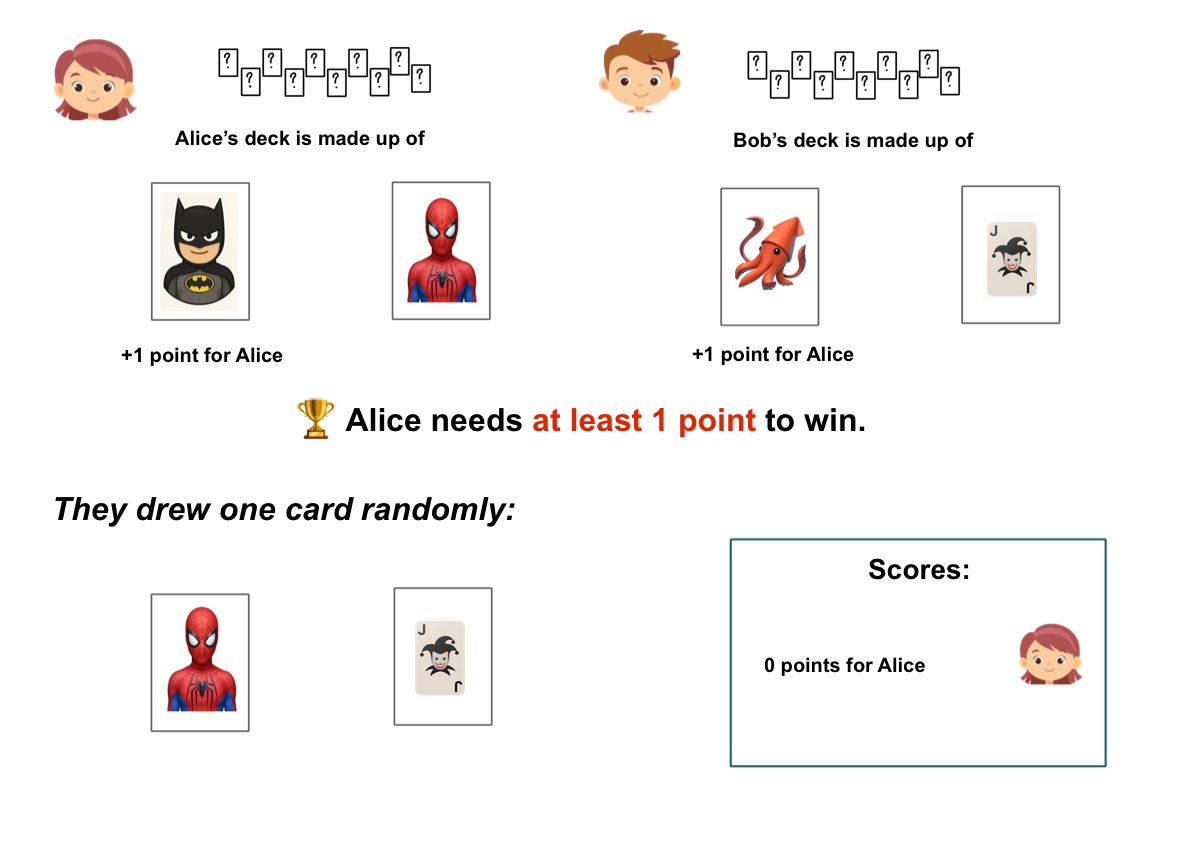 ? ? ? ? ? ? ? ? ? ?
? ? ? ? ? ? ? ? ? ?
Alice’s deck is made up of
Bob’s deck is made up of
J
J
+1 point for Alice
+1 point for Alice
Alice needs at least 1 point to win.
They drew one card randomly:
Scores:
J
J
0 points for Alice